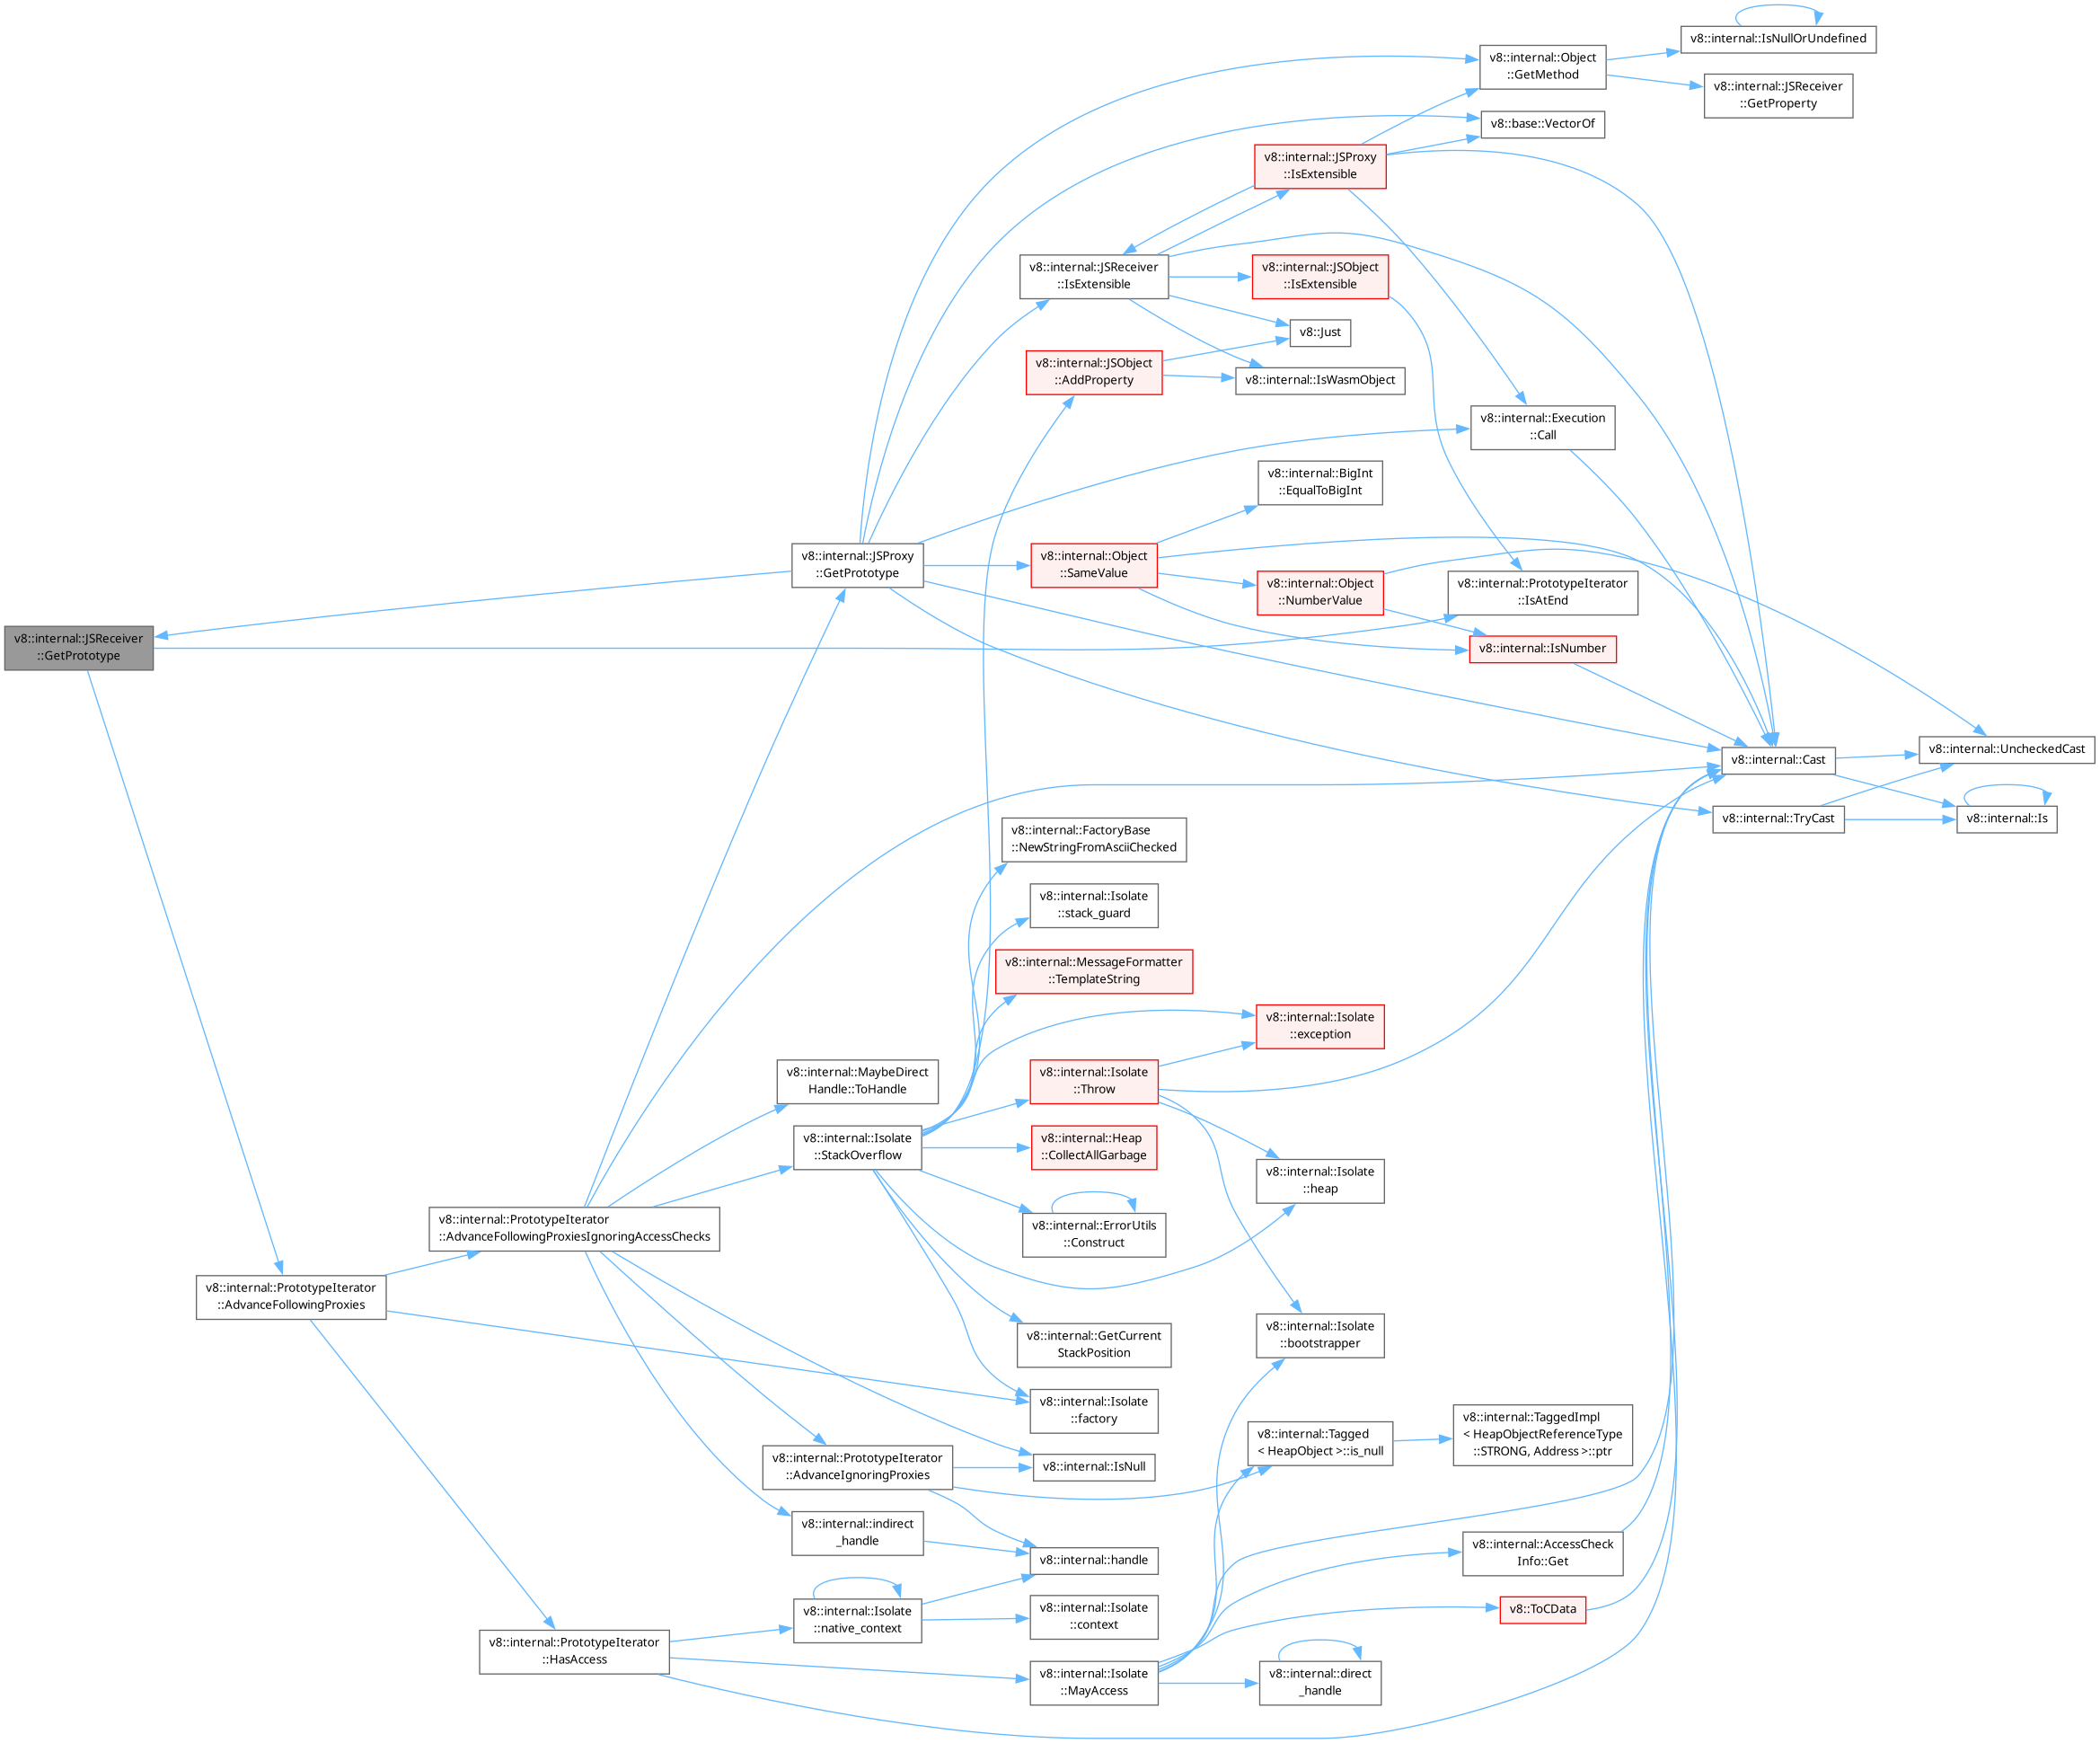 v8::internal::IsNullOrUndefined
v8::internal::Object
::GetMethod
v8::internal::JSReceiver
::GetProperty
v8::base::VectorOf
v8::internal::JSProxy
::IsExtensible
v8::internal::JSReceiver
::IsExtensible
v8::internal::JSObject
::IsExtensible
v8::Just
v8::internal::JSObject
::AddProperty
v8::internal::IsWasmObject
v8::internal::Execution
::Call
v8::internal::BigInt
::EqualToBigInt
v8::internal::JSProxy
::GetPrototype
v8::internal::Object
::SameValue
v8::internal::Object
::NumberValue
v8::internal::PrototypeIterator
::IsAtEnd
v8::internal::JSReceiver
::GetPrototype
v8::internal::IsNumber
v8::internal::Cast
v8::internal::UncheckedCast
v8::internal::TryCast
v8::internal::Is
v8::internal::FactoryBase
::NewStringFromAsciiChecked
v8::internal::Isolate
::stack_guard
v8::internal::MessageFormatter
::TemplateString
v8::internal::Isolate
::exception
v8::internal::MaybeDirect
Handle::ToHandle
v8::internal::Isolate
::Throw
v8::internal::Isolate
::StackOverflow
v8::internal::Heap
::CollectAllGarbage
v8::internal::Isolate
::heap
v8::internal::PrototypeIterator
::AdvanceFollowingProxiesIgnoringAccessChecks
v8::internal::ErrorUtils
::Construct
v8::internal::PrototypeIterator
::AdvanceFollowingProxies
v8::internal::GetCurrent
StackPosition
v8::internal::Isolate
::bootstrapper
v8::internal::Isolate
::factory
v8::internal::Tagged
< HeapObject >::is_null
v8::internal::TaggedImpl
< HeapObjectReferenceType
::STRONG, Address >::ptr
v8::internal::PrototypeIterator
::AdvanceIgnoringProxies
v8::internal::IsNull
v8::internal::indirect
_handle
v8::internal::handle
v8::internal::AccessCheck
Info::Get
v8::internal::Isolate
::native_context
v8::internal::Isolate
::context
v8::ToCData
v8::internal::PrototypeIterator
::HasAccess
v8::internal::Isolate
::MayAccess
v8::internal::direct
_handle